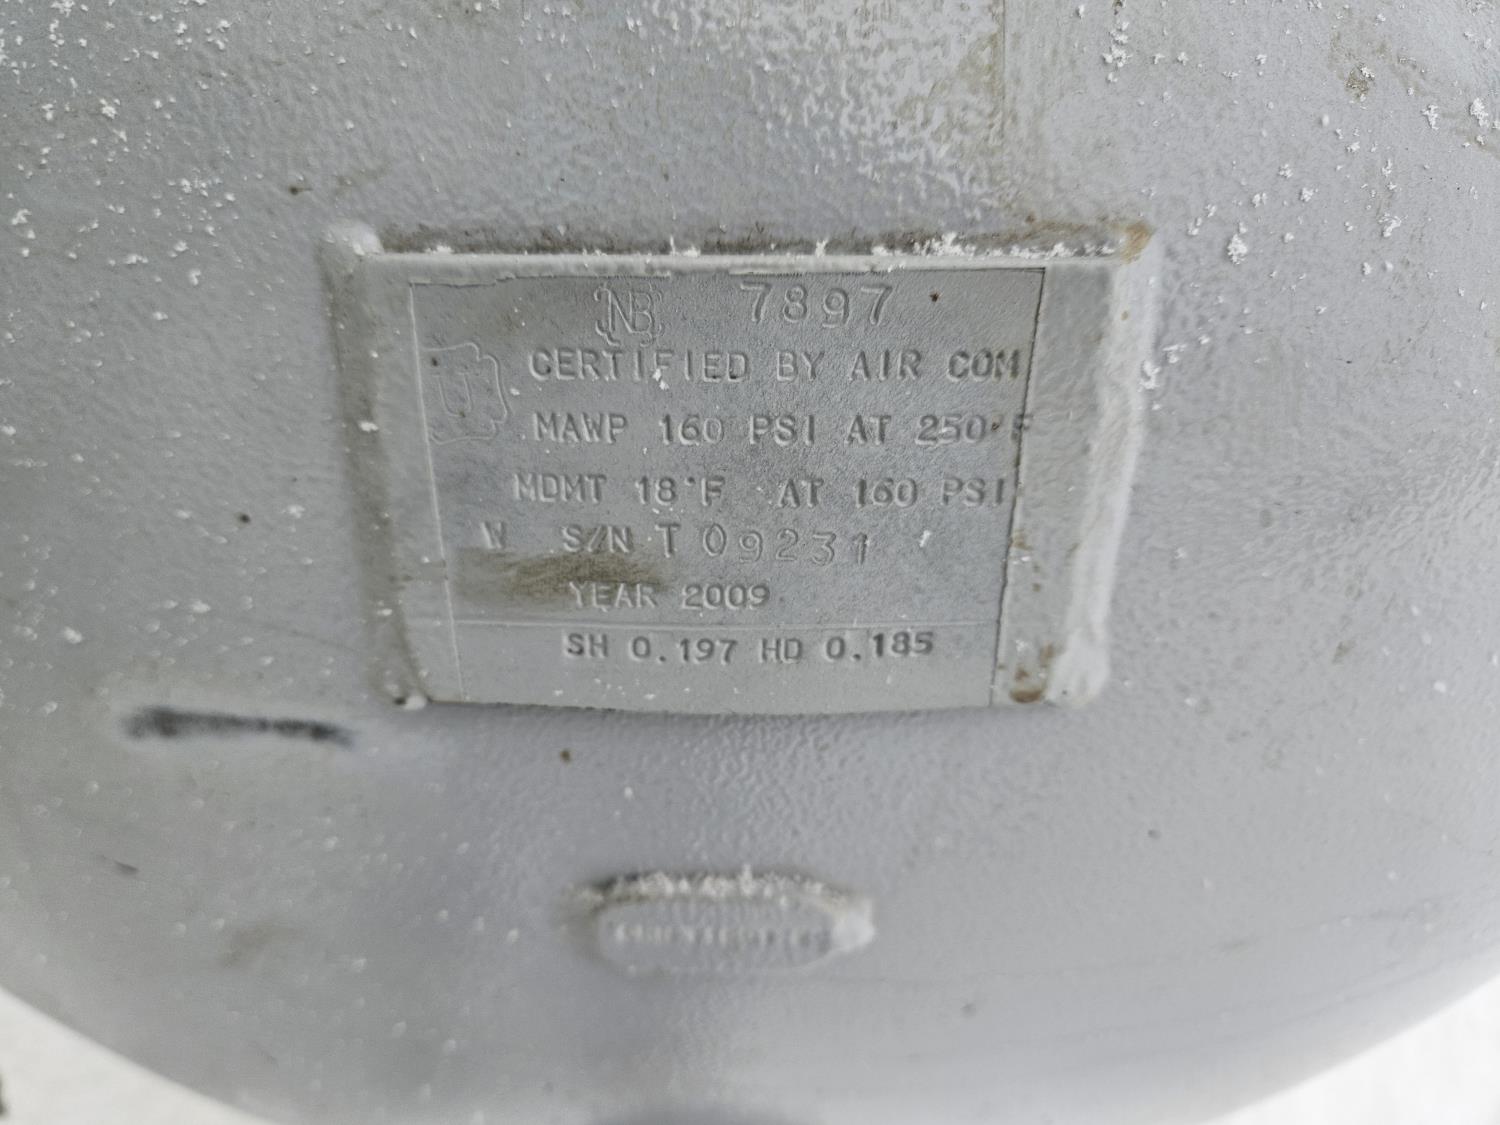 NB 7897
U CERTIFIED BY AIR COM
MAWP 160 PSI AT 250°F
MDMT 18°F AT 160 PSI
W S/N T 09231
YEAR 2009
SH 0.197 HD 0.185